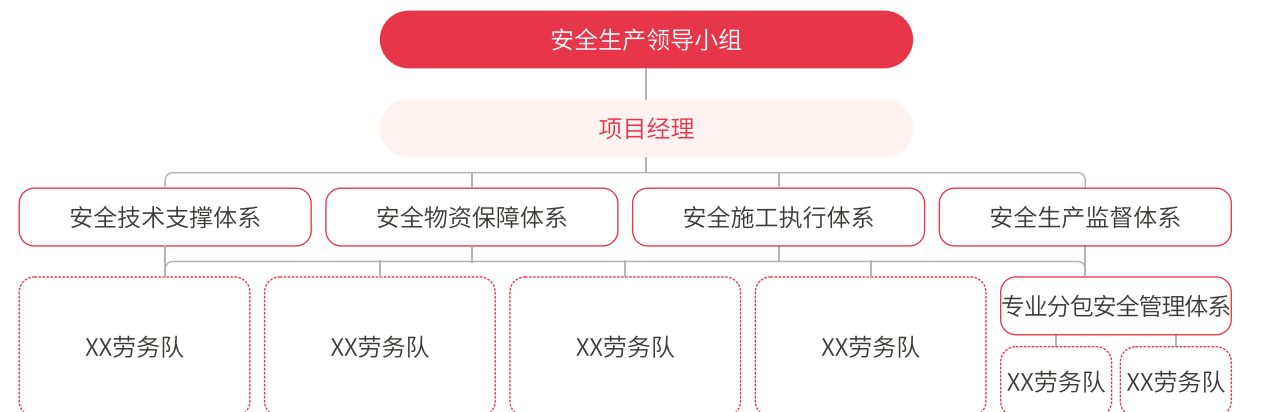 安全生产领导小组
项目经理
安全技术支撑体系
安全物资保障体系
安全施工执行体系
安全生产监督体系
专业分包安全管理体系
XX劳务队
XX劳务队
XX劳务队
XX劳务队
XX劳务队
XX劳务队